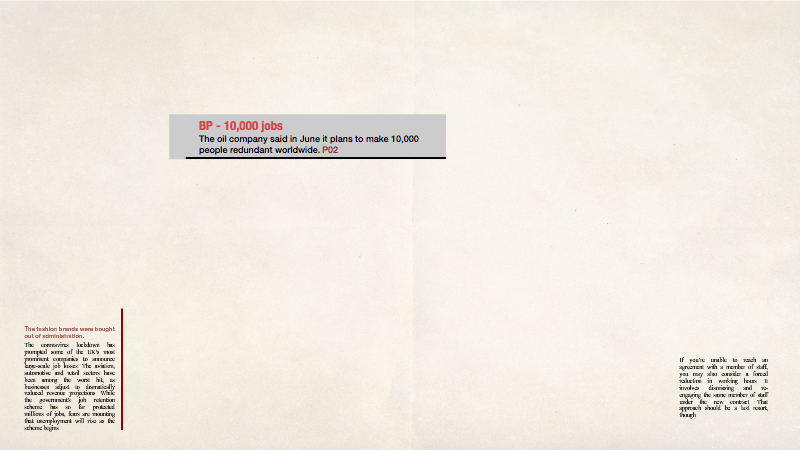 BP - 10,000 jobs
The oil company said in June it plans to make 10,000
people redundant worldwide. P02
The fashion brands were bought
out of administration.
The coronavirus lockdown has
prompted some of the UK's most
prominent companies to announce
large-scale job losses The aviation,
automotive and retail sectors have
been among the worst hit, as
businesses adjust to dramatically
reduced revenue projections While
the government's job retention
scheme has so far protected
millions of jobs, fears are mounting
that unemployment will rise as the
scheme begins
If you're unable to reach an
agreement with a member of staff,
you may also consider a forced
reduction in working hours It
involves dismissing and re-
engaging the same member of staff
under the new contract That
approach should be a last resort,
though